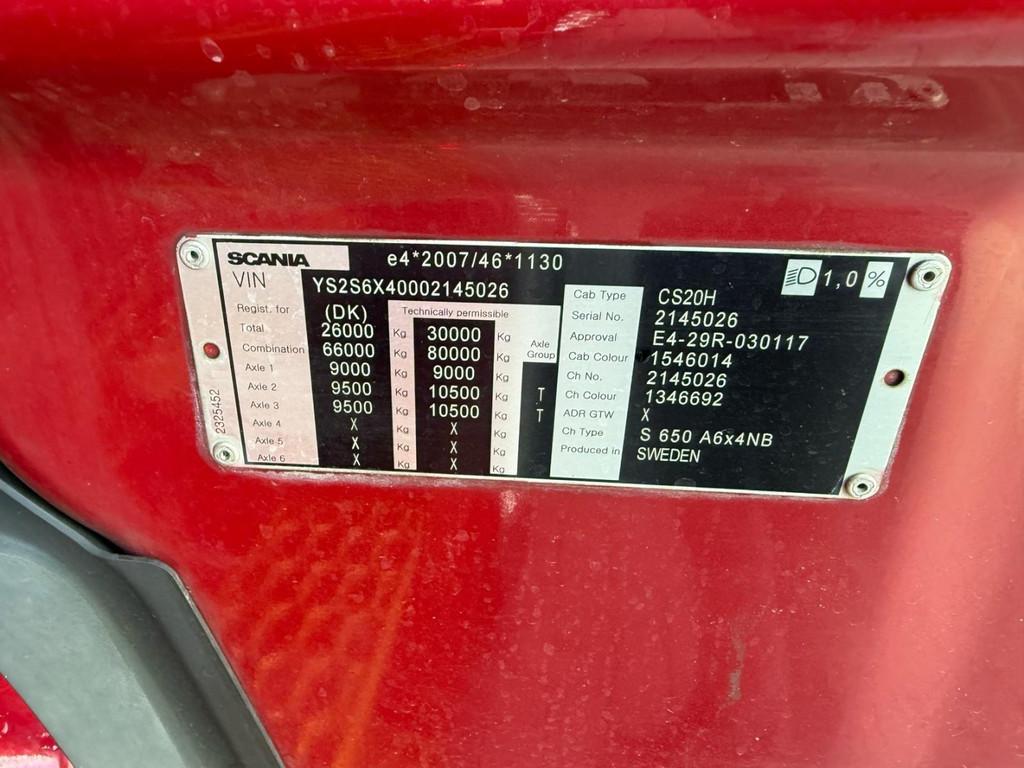 SCANIA e4*2007/46*1130 1,0 %
VIN YS2S6X40002145026
Regist. for (DK) Technically permissible
Total 26000 Kg 30000 Kg
Combination 66000 Kg 80000 Kg
Axle Group
Axle 1 9000 Kg 9000 Kg
Axle 2 9500 Kg 10500 Kg T
Axle 3 9500 Kg 10500 Kg T
Axle 4 X Kg X Kg
Axle 5 X Kg X Kg
Axle 6 X Kg X Kg
Cab Type CS20H
Serial No. 2145026
Approval E4-29R-030117
Cab Colour 1546014
Ch No. 2145026
Ch Colour 1346692
ADR GTW X
Ch Type S 650 A6x4NB
Produced in SWEDEN
2325452